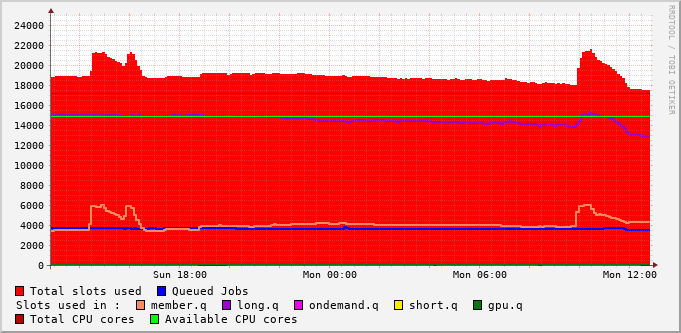 RRDTOOL / TOBI OETIKER
24000
22000
20000
18000
16000
14000
12000
10000
8000
6000
4000
2000
0
Sun 18:00 Mon 00:00 Mon 06:00 Mon 12:00
Total slots used Queued Jobs
Slots used in : member.q long.q ondemand.q short.q gpu.q
Total CPU cores Available CPU cores